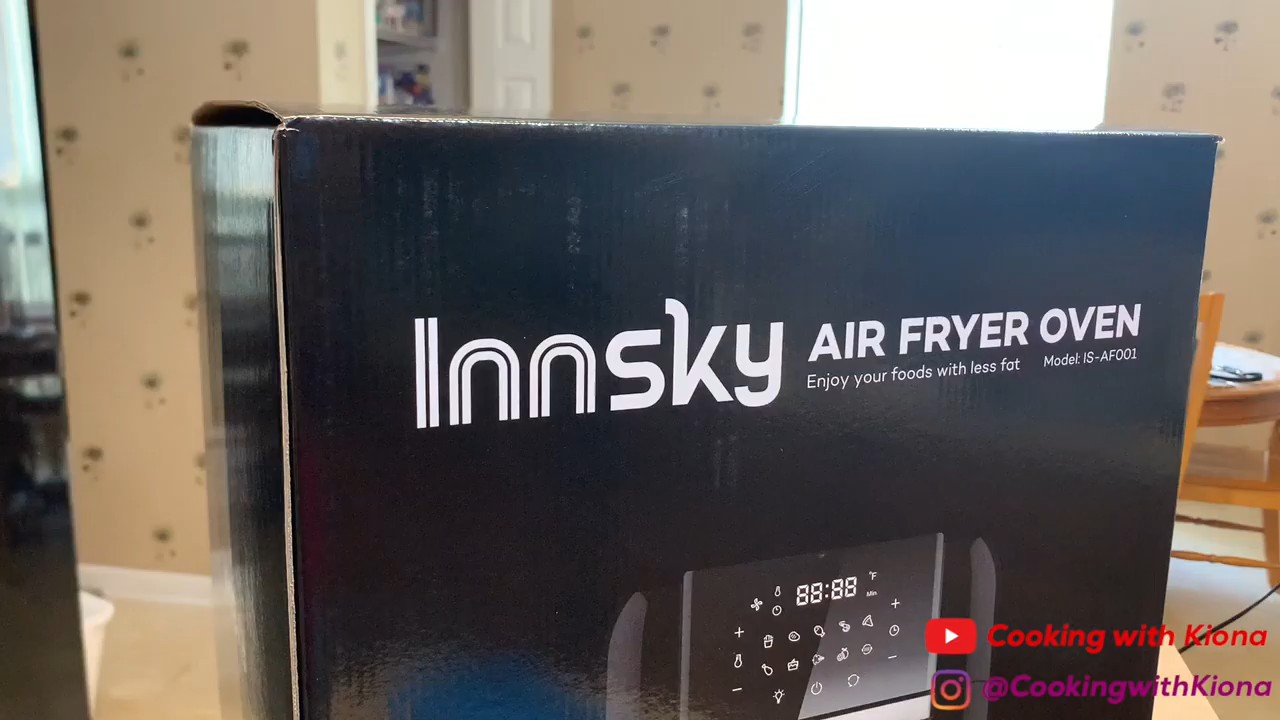 Innsky AIR FRYER OVEN
Enjoy your foods with less fat Model: IS-AF001
88:88 °F
Min.
Cooking with Kiona
@CookingwithKiona